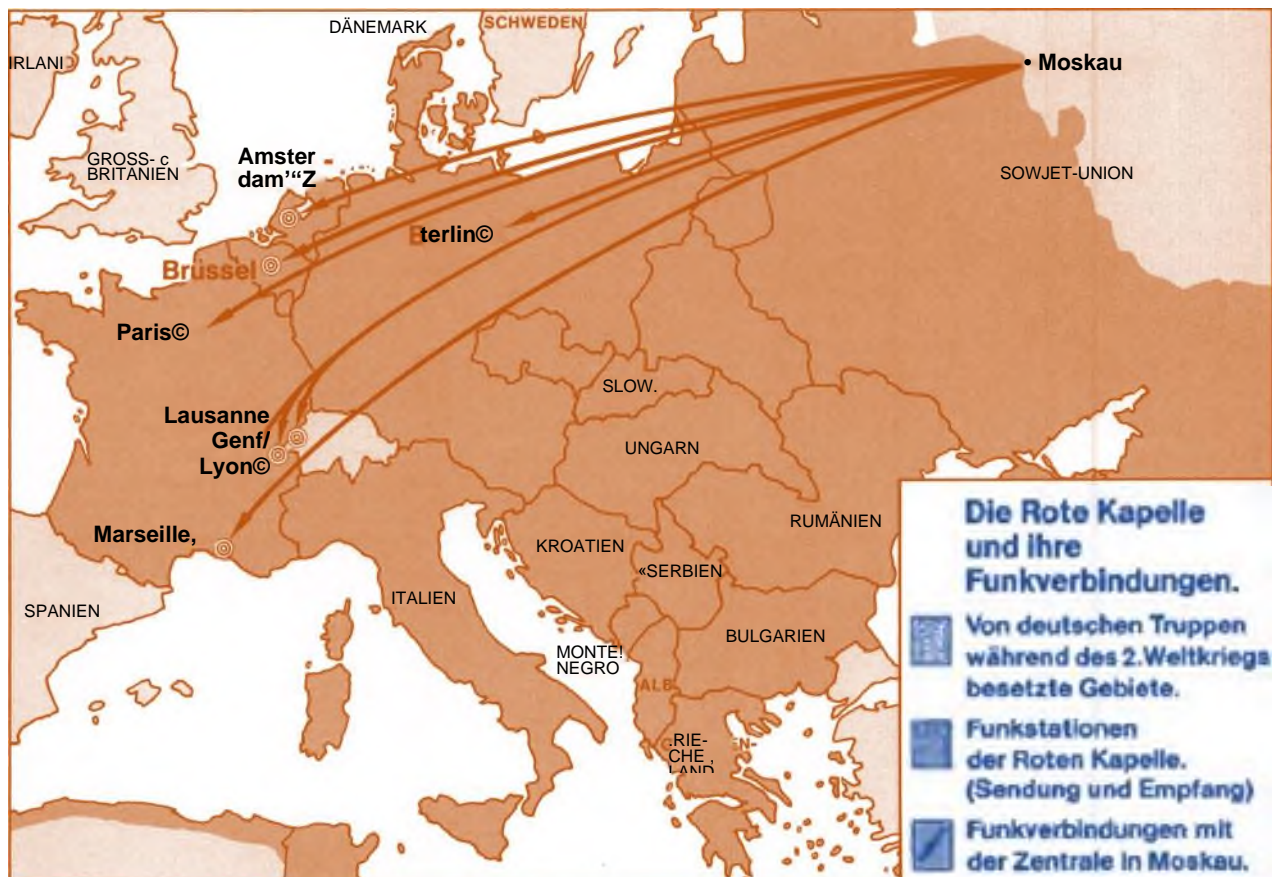 DÄNEMARK
SCHWEDEN
IRLANI
• Moskau
GROSS- c
BRITANIEN
Amster -
dam'“Z
SOWJET-UNION
Bterlin©
Brüssel
Paris©
SLOW.
Lausanne
Genf/
Lyon©
UNGARN
Marseille,
RUMÄNIEN
KROATIEN
«SERBIEN
SPANIEN
ITALIEN
BULGARIEN
MONTE!
NEGRO
ALB
.RIE-
CHE ,
LAND
EN-
Die Rote Kapelle
und ihre
Funkverbindungen.
Von deutschen Truppen
während des 2.Weltkriegs
besetzte Gebiete.
Funkstationen
der Roten Kapelle.
(Sendung und Empfang)
Funkverbindungen mit
der Zentrale in Moskau.